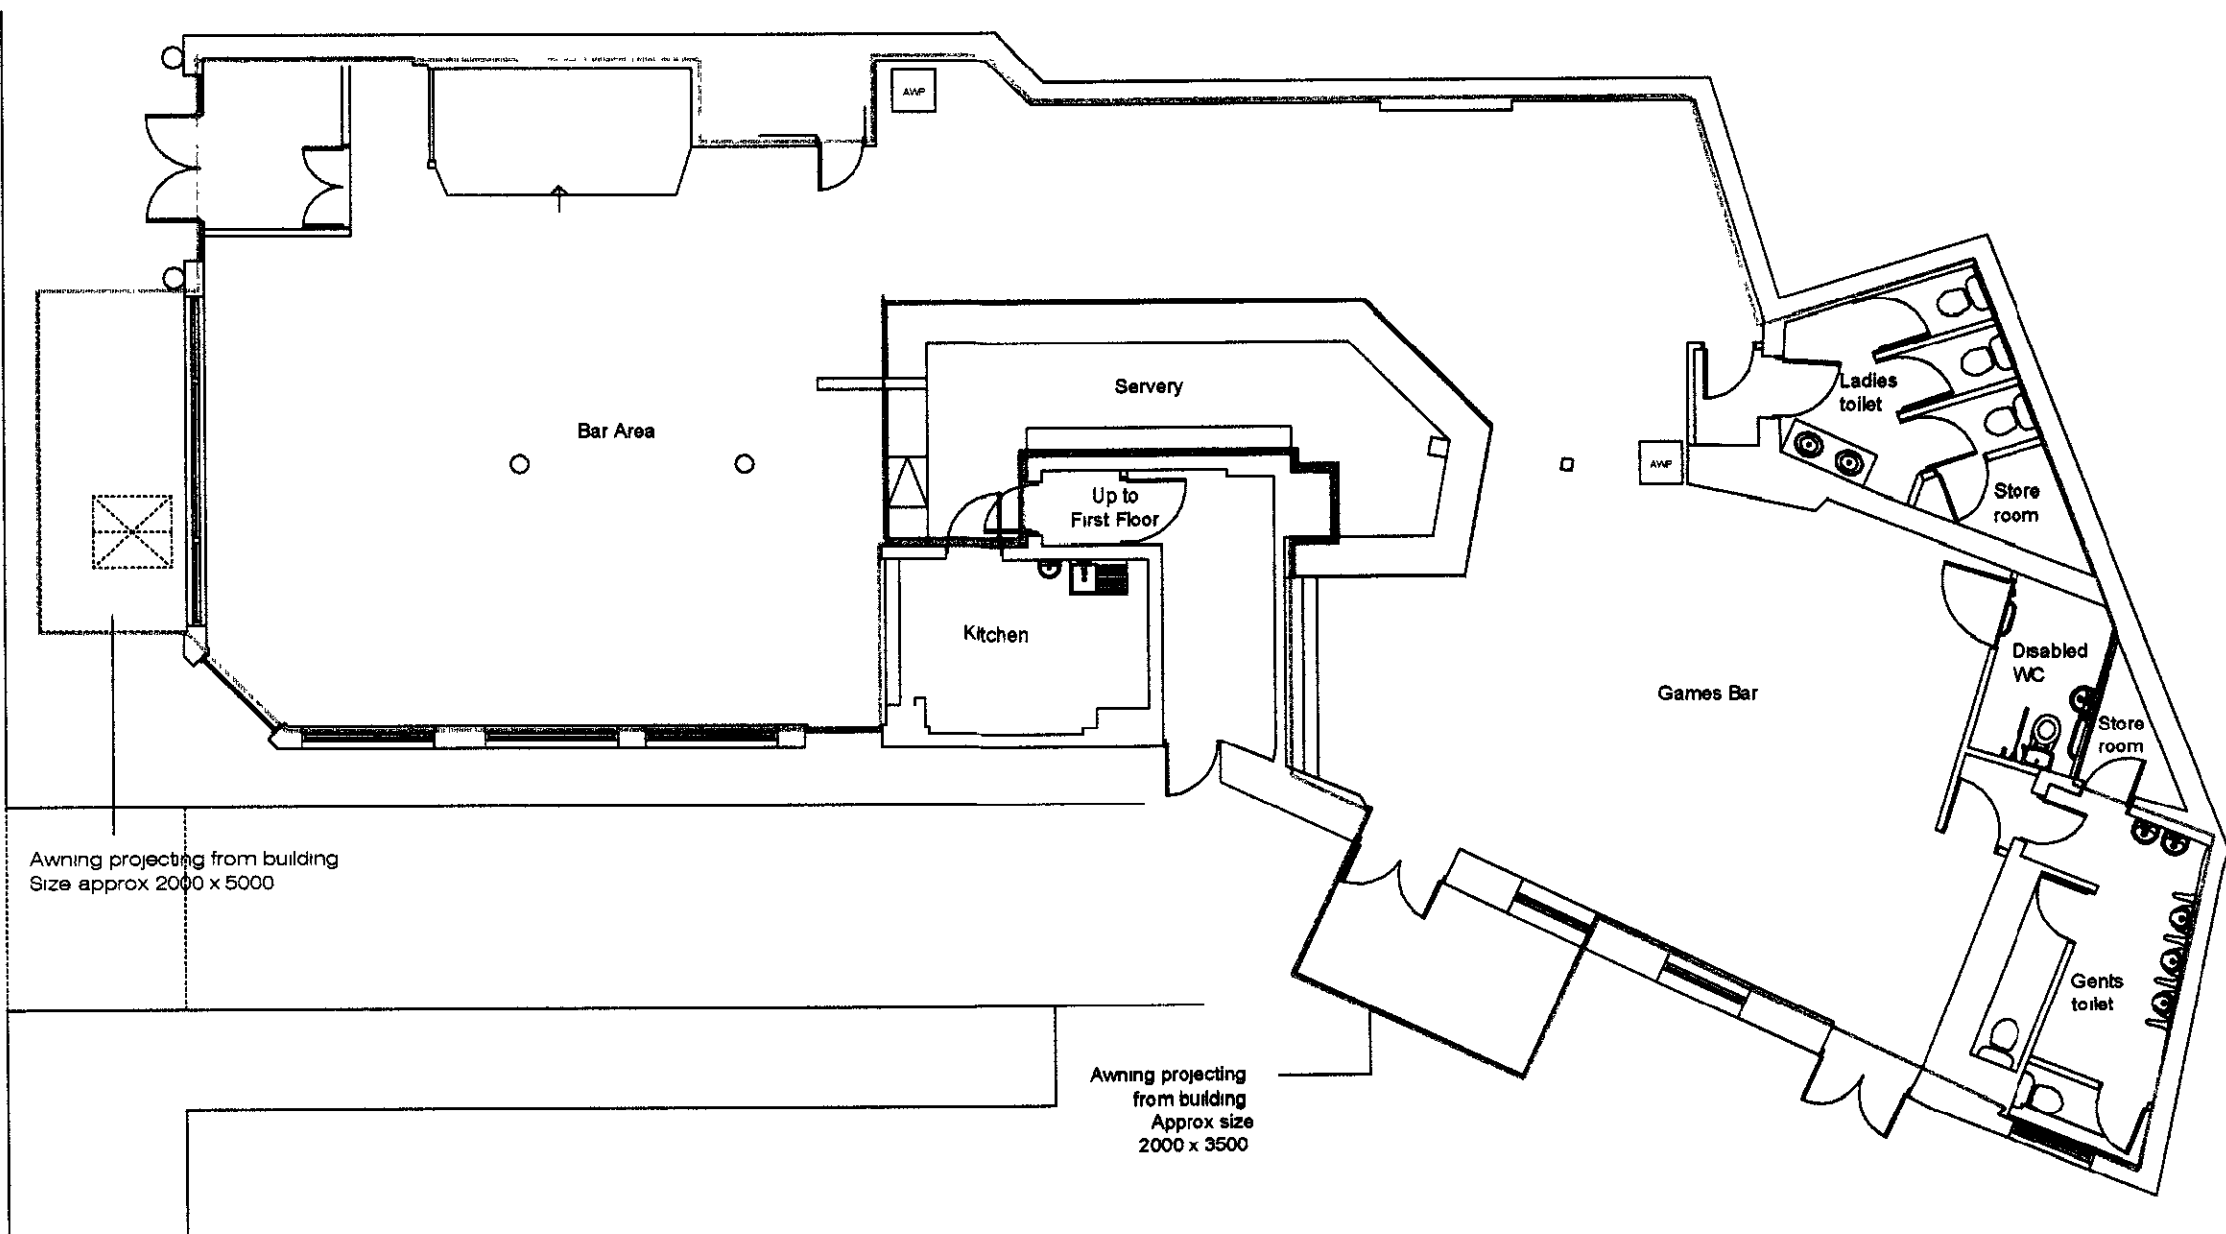 AWP
Servery
Bar Area
Ladies
toilet
AWP
Up to
First Floor
Store
room
Kitchen
Disabled
WC
Games Bar
Store
room
Awning projecting from building
Size approx 2000 x 5000
Gents
toilet
Awning projecting
from building
Approx size
2000 x 3500